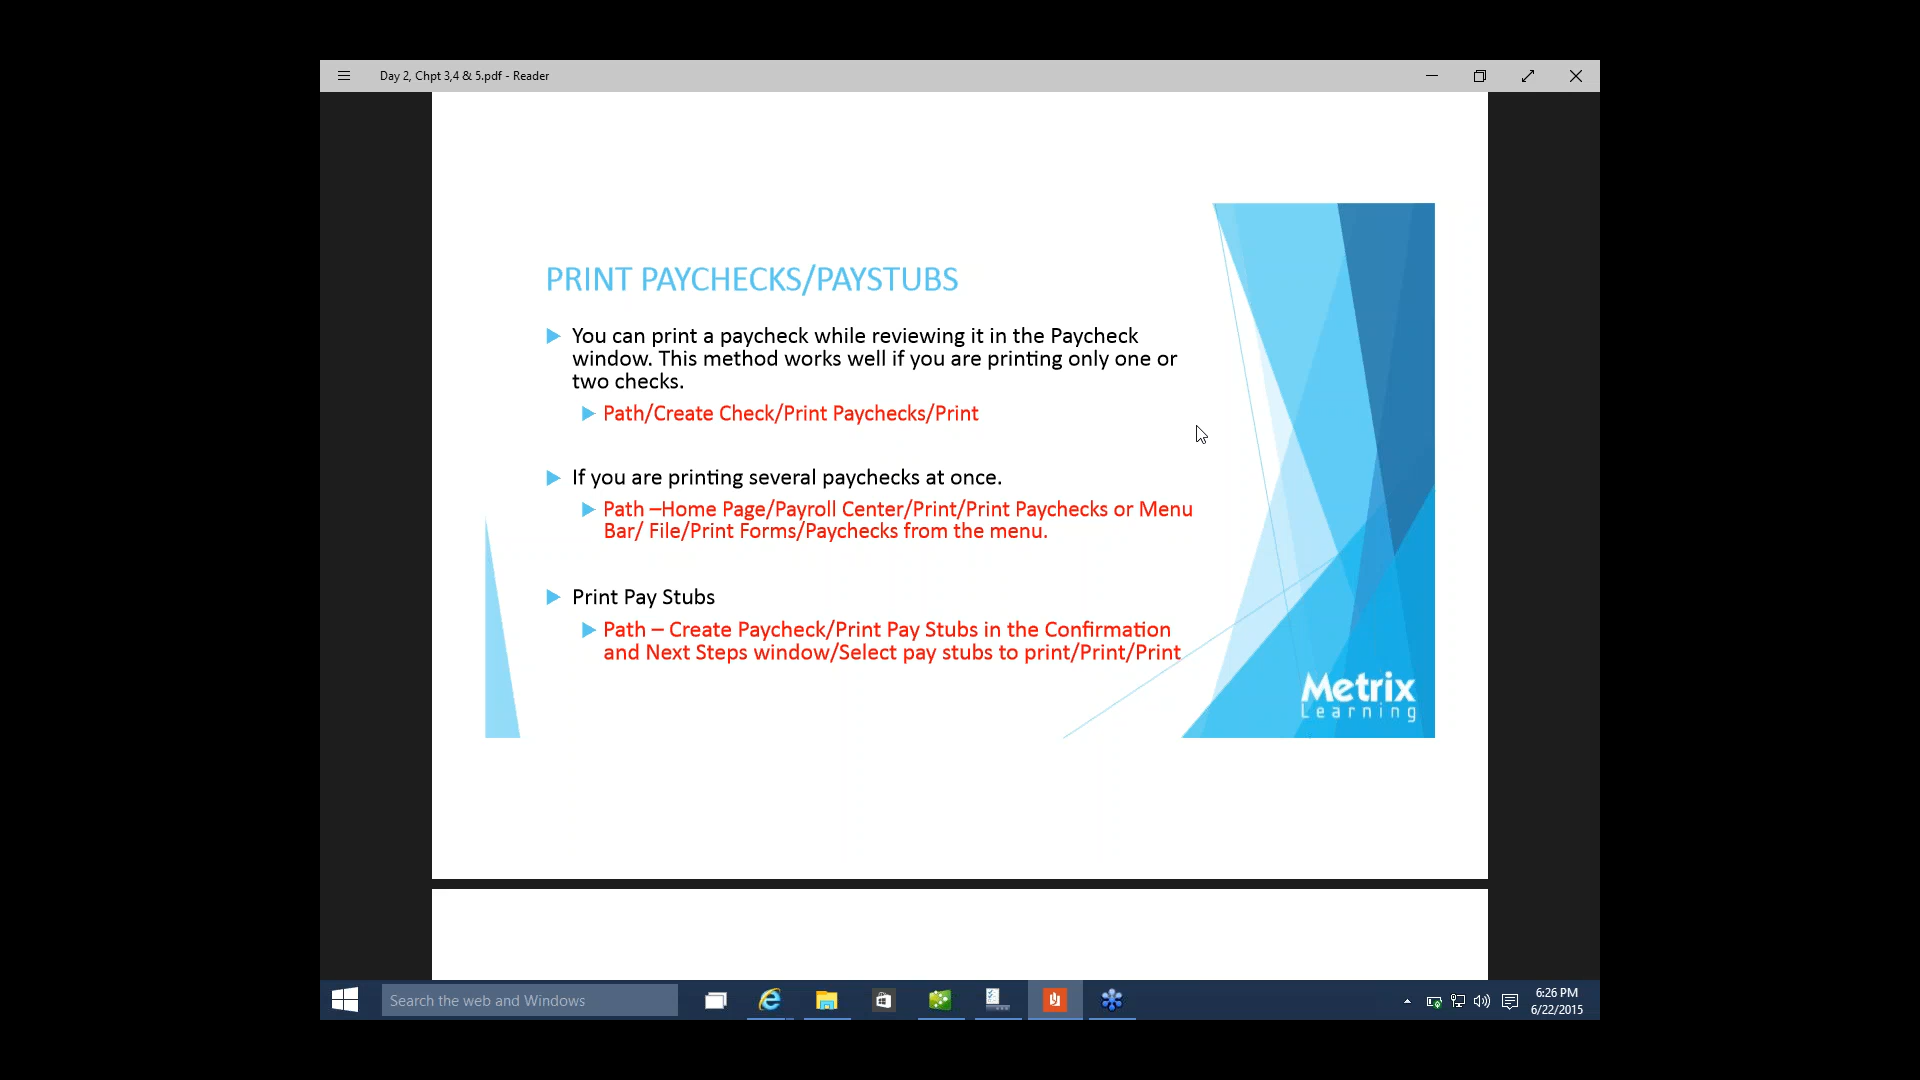 Day 2, Chpt 3,4 & 5.pdf - Reader
PRINT PAYCHECKS/PAYSTUBS
You can print a paycheck while reviewing it in the Paycheck
window. This method works well if you are printing only one or
two checks.
Path/Create Check/Print Paychecks/Print
If you are printing several paychecks at once.
Path –Home Page/Payroll Center/Print/Print Paychecks or Menu
Bar/ File/Print Forms/Paychecks from the menu.
Print Pay Stubs
Path – Create Paycheck/Print Pay Stubs in the Confirmation
and Next Steps window/Select pay stubs to print/Print/Print
Metrix
Learning
Search the web and Windows
6:26 PM
6/22/2015